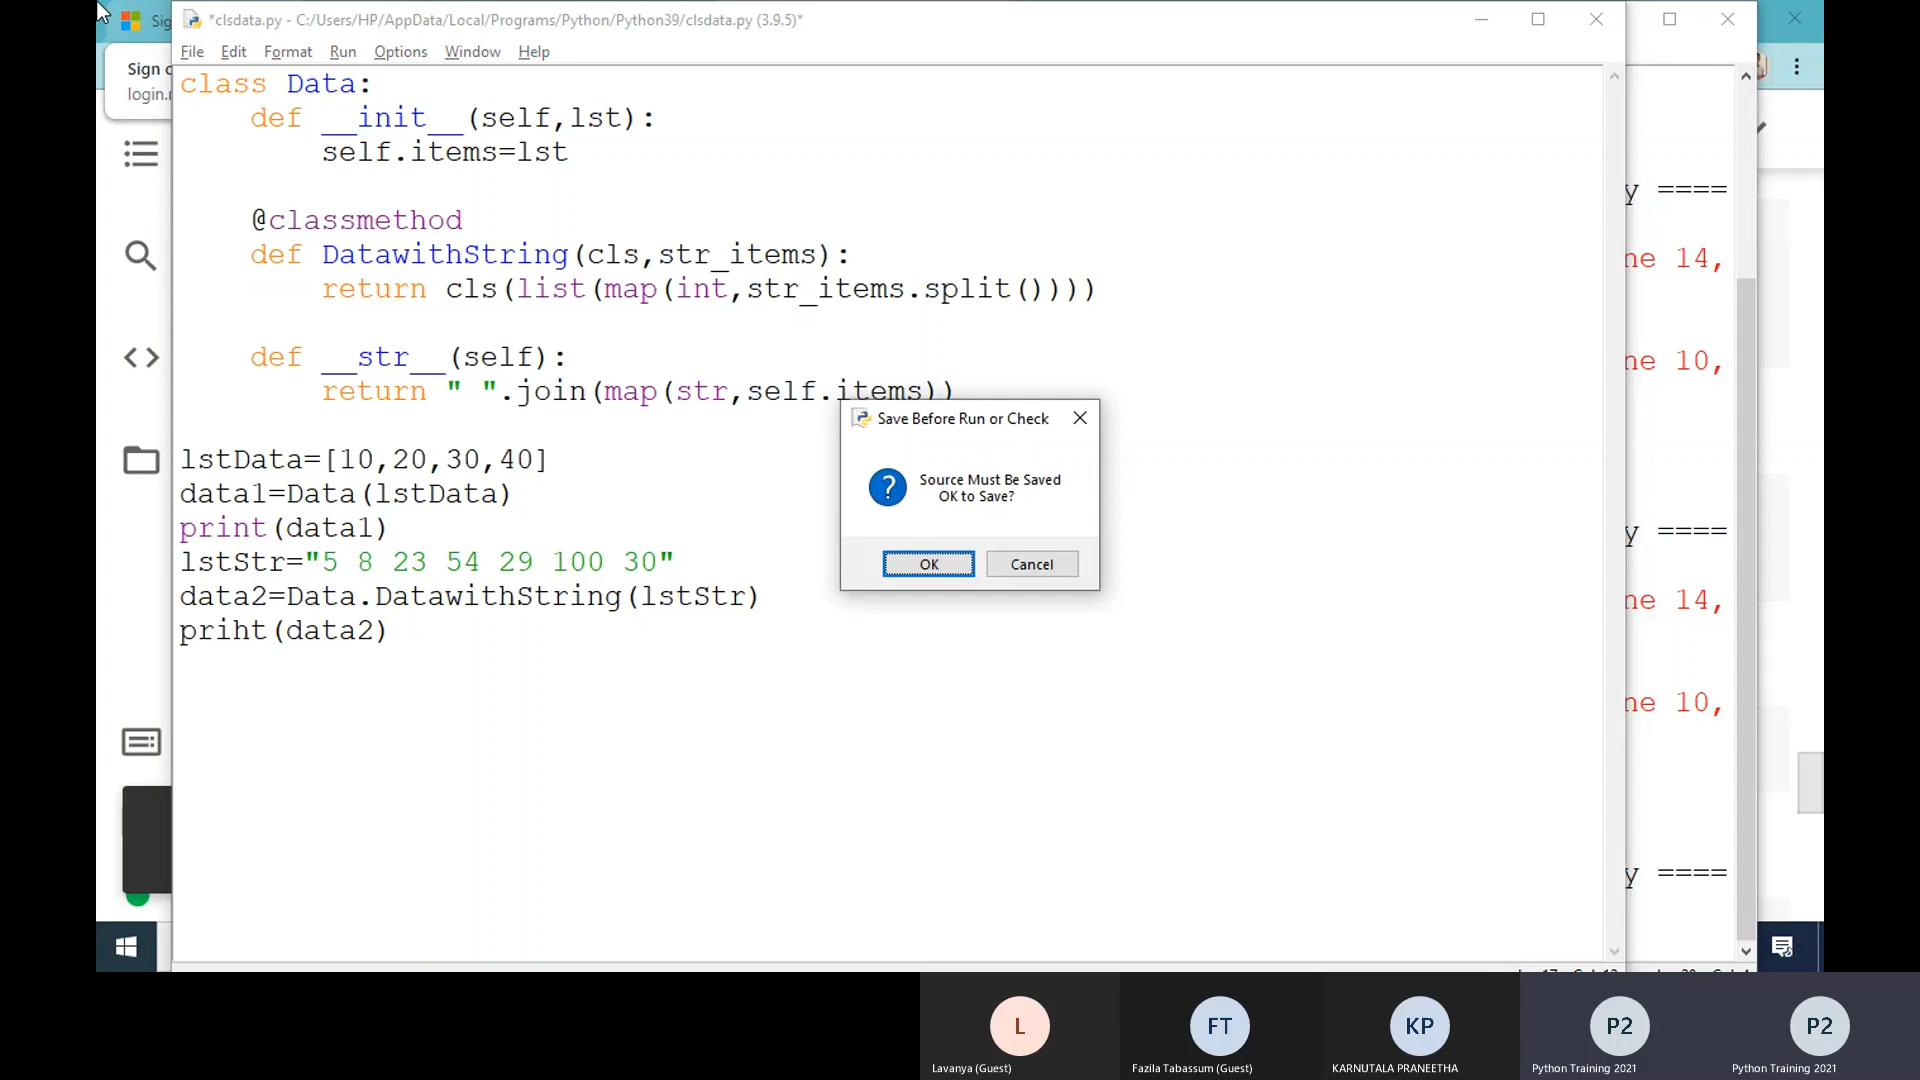 Sig
*clsdata.py - C:/Users/HP/AppData/Local/Programs/Python/Python39/clsdata.py (3.9.5)*
File Edit Format Run Options Window Help
Sign
login.
class Data:
def __init__(self,lst):
self.items=lst
@classmethod
def DatawithString(cls,str_items):
return cls(list(map(int,str_items.split())))
def __str__(self):
return " ".join(map(str,self.items))
lstData=[10,20,30,40]
data1=Data(lstData)
print(data1)
lstStr="5 8 23 54 29 100 30"
data2=Data.DatawithString(lstStr)
priht(data2)
Save Before Run or Check
Source Must Be Saved
OK to Save?
OK Cancel
y ====
ne 14,
ne 10,
y ====
ne 14,
ne 10,
y ====
L
FT
KP
P2
P2
Lavanya (Guest)
Fazila Tabassum (Guest)
KARNUTALA PRANEETHA
Python Training 2021
Python Training 2021